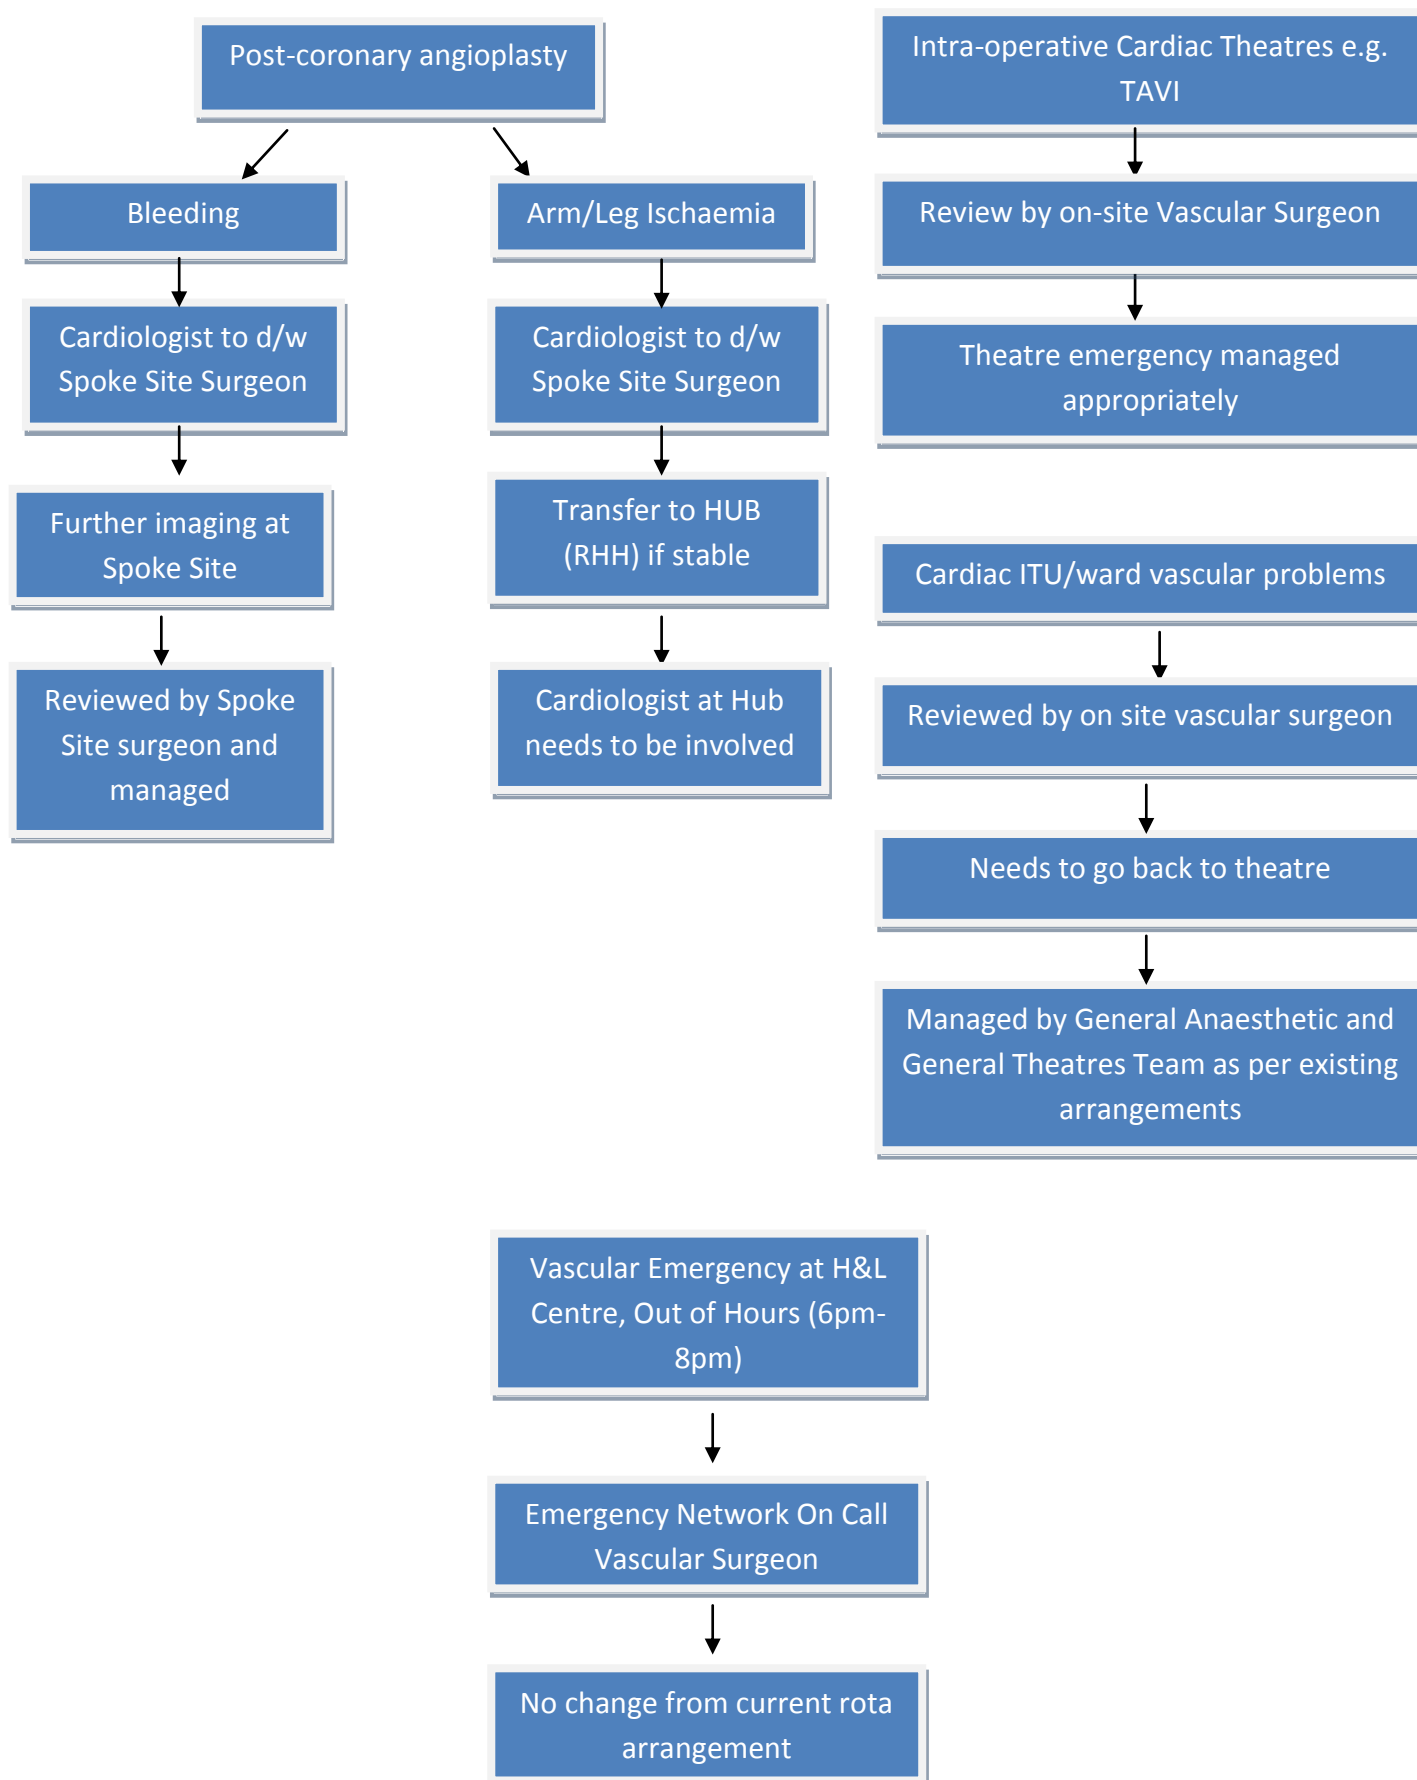 Post-coronary angioplasty
Bleeding
Cardiologist to d/w
Spoke Site Surgeon
Further imaging at
Spoke Site
Reviewed by Spoke
Site surgeon and
managed
Arm/Leg Ischaemia
Cardiologist to d/w
Spoke Site Surgeon
Transfer to HUB
(RHH) if stable
Cardiologist at Hub
needs to be involved
Intra-operative Cardiac Theatres e.g.
TAVI
Review by on-site Vascular Surgeon
Theatre emergency managed
appropriately
Cardiac ITU/ward vascular problems
Reviewed by on site vascular surgeon
Needs to go back to theatre
Managed by General Anaesthetic and
General Theatres Team as per existing
arrangements
Vascular Emergency at H&L
Centre, Out of Hours (6pm-
8pm)
Emergency Network On Call
Vascular Surgeon
No change from current rota
arrangement